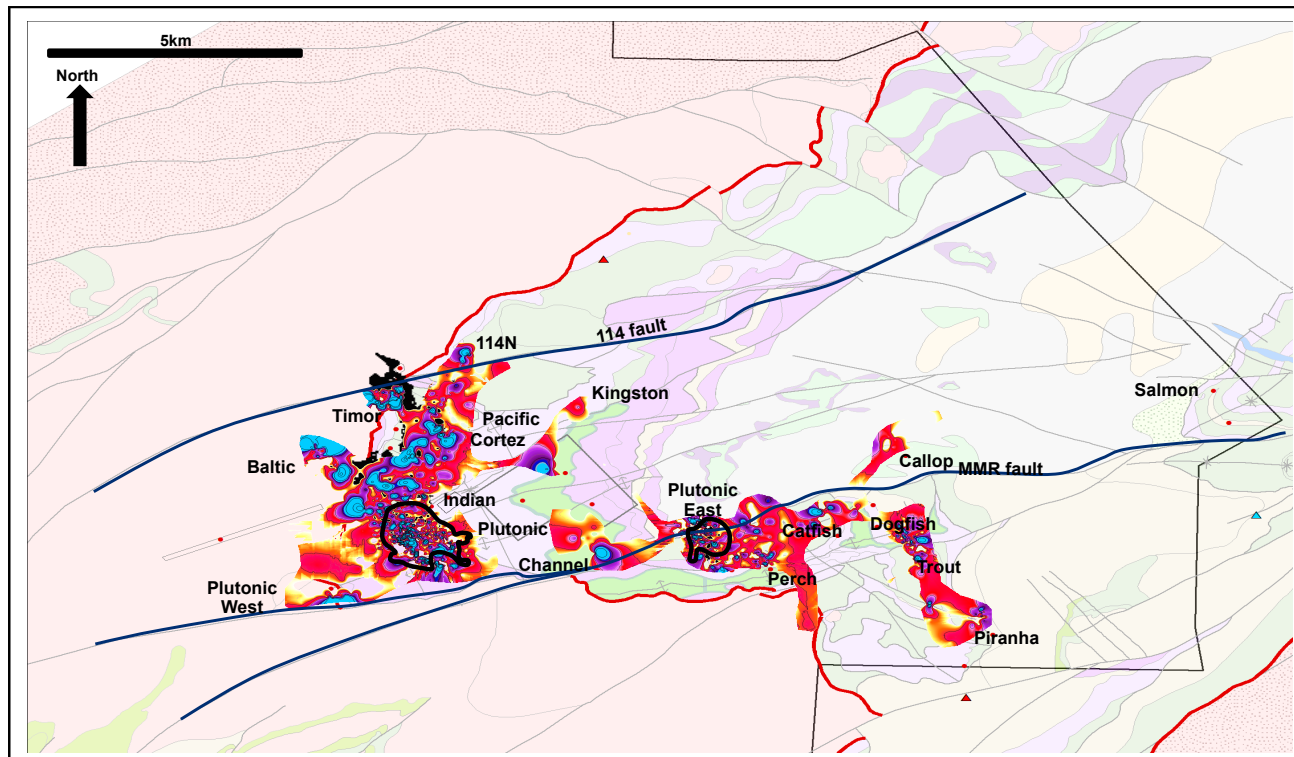 5km
North
114 fault
114N
Kingston
Timor
Pacific
Cortez
Salmon
Baltic
Callop
MMR fault
Indian
Plutonic
East
Plutonic
Catfish
Dogfish
Channel
Trout
Perch
Plutonic
West
Piranha